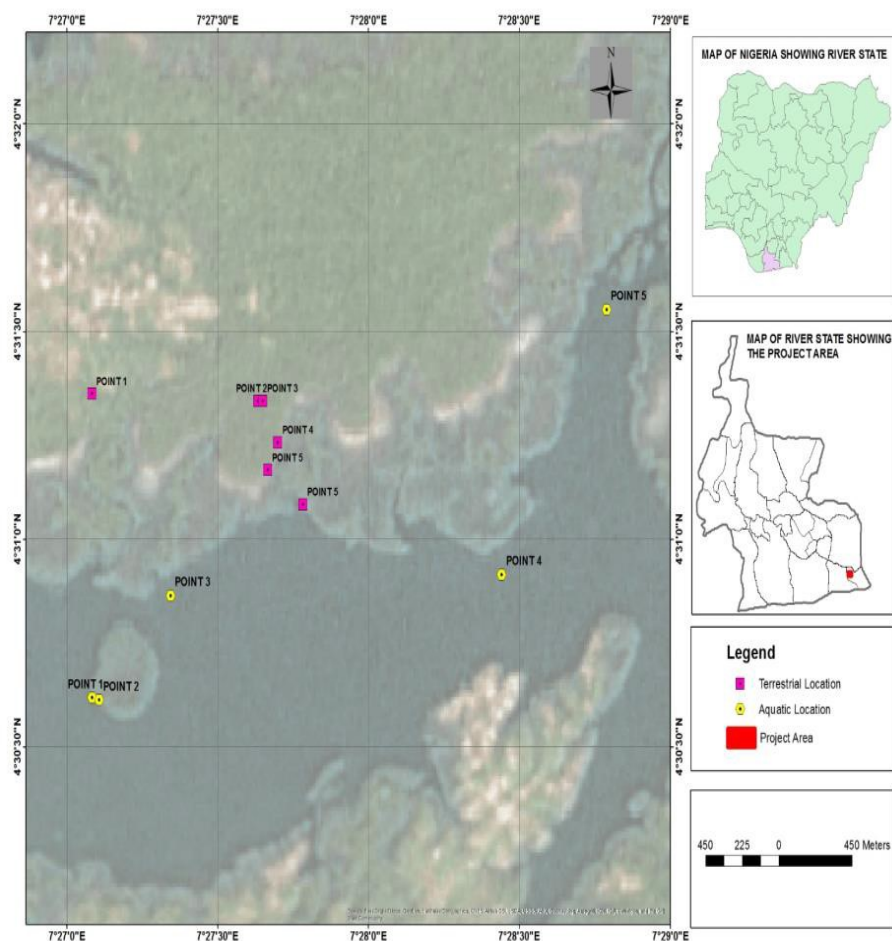 7°27'0"E 7°27'30"E 7°28'0"E 7°28'30"E 7°29'0"E
N
4°32'0"N
4°31'30"N
4°31'0"N
4°30'30"N
4°32'0"N
4°31'30"N
4°31'0"N
4°30'30"N
POINT 5
POINT 1
POINT 2 POINT 3
POINT 4
POINT 5
POINT 5
POINT 4
POINT 3
POINT 1 POINT 2
7°27'0"E 7°27'30"E 7°28'0"E 7°28'30"E 7°29'0"E
MAP OF NIGERIA SHOWING RIVER STATE
MAP OF RIVER STATE SHOWING
THE PROJECT AREA
Legend
Terrestrial Location
Aquatic Location
Project Area
450 225 0 450 Meters